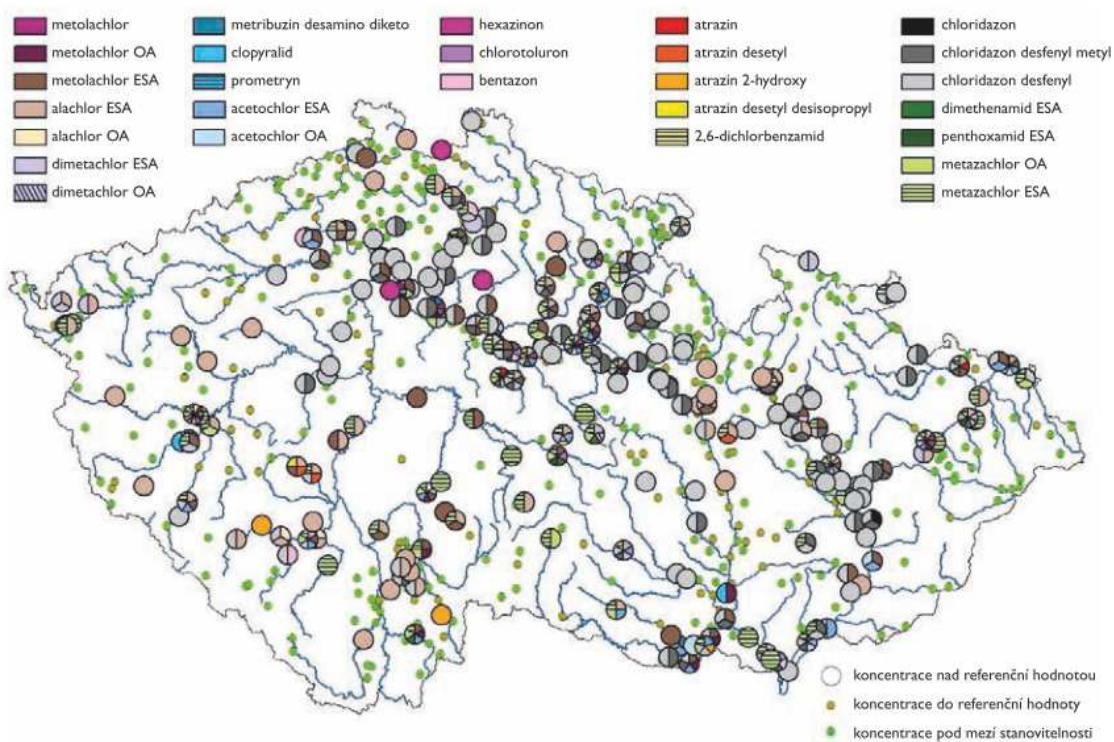 metolachlor
metolachlor OA
metolachlor ESA
alachlor ESA
alachlor OA
dimetachlor ESA
dimetachlor OA
metribuzin desamino diketo
clopyralid
prometryn
acetochlor ESA
acetochlor OA
hexazinon
chlorotoluron
bentazon
atrazin
atrazin desetyl
atrazin 2-hydroxy
atrazin desetyl desisopropyl
2,6-dichlorbenzamid
chloridazon
chloridazon desfenyl metyl
chloridazon desfenyl
dimethenamid ESA
penthoxamid ESA
metazachlor OA
metazachlor ESA
koncentrace nad referenční hodnotou
koncentrace do referenční hodnoty
koncentrace pod mezí stanovitelnosti